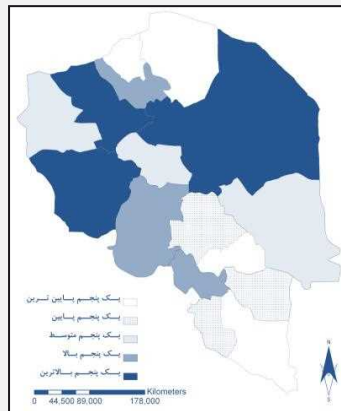 N
یک پنجم پایین ترین
یک پنجم پایین
یک پنجم متوسط
یک پنجم بالا
یک پنجم بالاترین
Kilometers
0 44,500 89,000 178,000
S